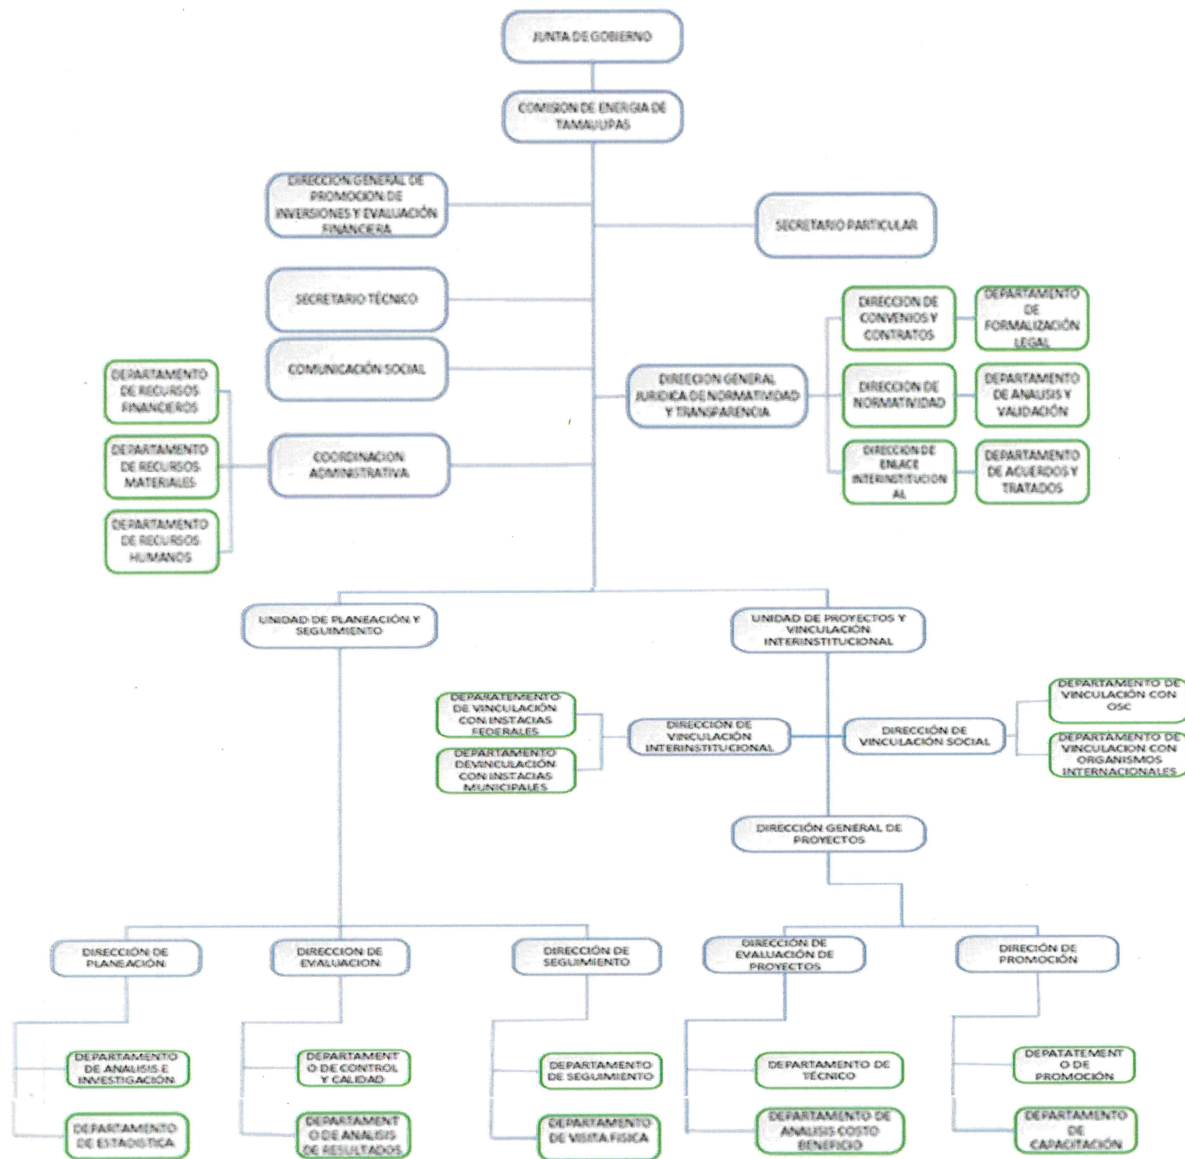 JUNTA DE GOBIERNO
COMISION DE ENERGIA DE
TAMAULIPAS
DIRECCION GENERAL DE
PROMOCION DE
INVERSIONES Y EVALUACIÓN
FINANCIERA
SECRETARIO PARTICULAR
SECRETARIO TÉCNICO
COMUNICACIÓN SOCIAL
DIRECCION DE
CONVENIOS Y
CONTRATOS
DEPARTAMENTO
DE
FORMALIZACIÓN
LEGAL
DEPARTAMENTO
DE RECURSOS
FINANCIEROS
DIREECION GENERAL
JURIDICA DE NORMATIVIDAD
Y TRANSPARENCIA
DIRECCION DE
NORMATIVIDAD
DEPARTAMENTO
DE ANALISIS Y
VALIDACIÓN
DEPARTAMENTO
DE RECURSOS
MATERIALES
COORDINACION
ADMINISTRATIVA
DIRECCION DE
ENLACE
INTERINSTITUCION
AL
DEPARTAMENTO
DE ACUERDOS Y
TRATADOS
DEPARTAMENTO
DE RECURSOS
HUMANOS
UNIDAD DE PLANEACIÓN Y
SEGUIMIENTO
UNIDAD DE PROYECTOS Y
VINCULACIÓN
INTERINSTITUCIONAL
DEPARATEMENTO
DE VINCULACIÓN
CON INSTACIAS
FEDERALES
DEPARTAMENTO
DEVINCULACIÓN
CON INSTACIAS
MUNICIPALES
DIRECCIÓN DE
VINCULACIÓN
INTERINSTITUCIONAL
DIRECCIÓN DE
VINCULACIÓN SOCIAL
DEPARTAMENTO DE
VINCULACIÓN CON
OSC
DEPARTAMENTO DE
VINCULACION CON
ORGANISMOS
INTERNACIONALES
DIRECCIÓN GENERAL DE
PROYECTOS
DIRECCIÓN DE
PLANEACIÓN
DIRECCIÓN DE
EVALUACION
DIRECCIÓN DE
SEGUIMIENTO
DIRECCIÓN DE
EVALUACIÓN DE
PROYECTOS
DIRECIÓN DE
PROMOCIÓN
DEPARTAMENTO
DE ANALISIS E
INVESTIGACIÓN
DEPARTAMENT
O DE CONTROL
Y CALIDAD
DEPARTAMENTO
DE SEGUIMIENTO
DEPARTAMENTO DE
TÉCNICO
DEPATATEMENT
O DE
PROMOCIÓN
DEPARTAMENTO
DE ESTADISTICA
DEPARTAMENT
O DE ANALISIS
DE RESULTADOS
DEPARTAMENTO
DE VISITA FISICA
DEPARTAMENTO DE
ANALISIS COSTO
BENEFICIO
DEPARTAMENTO
DE
CAPACITACIÓN